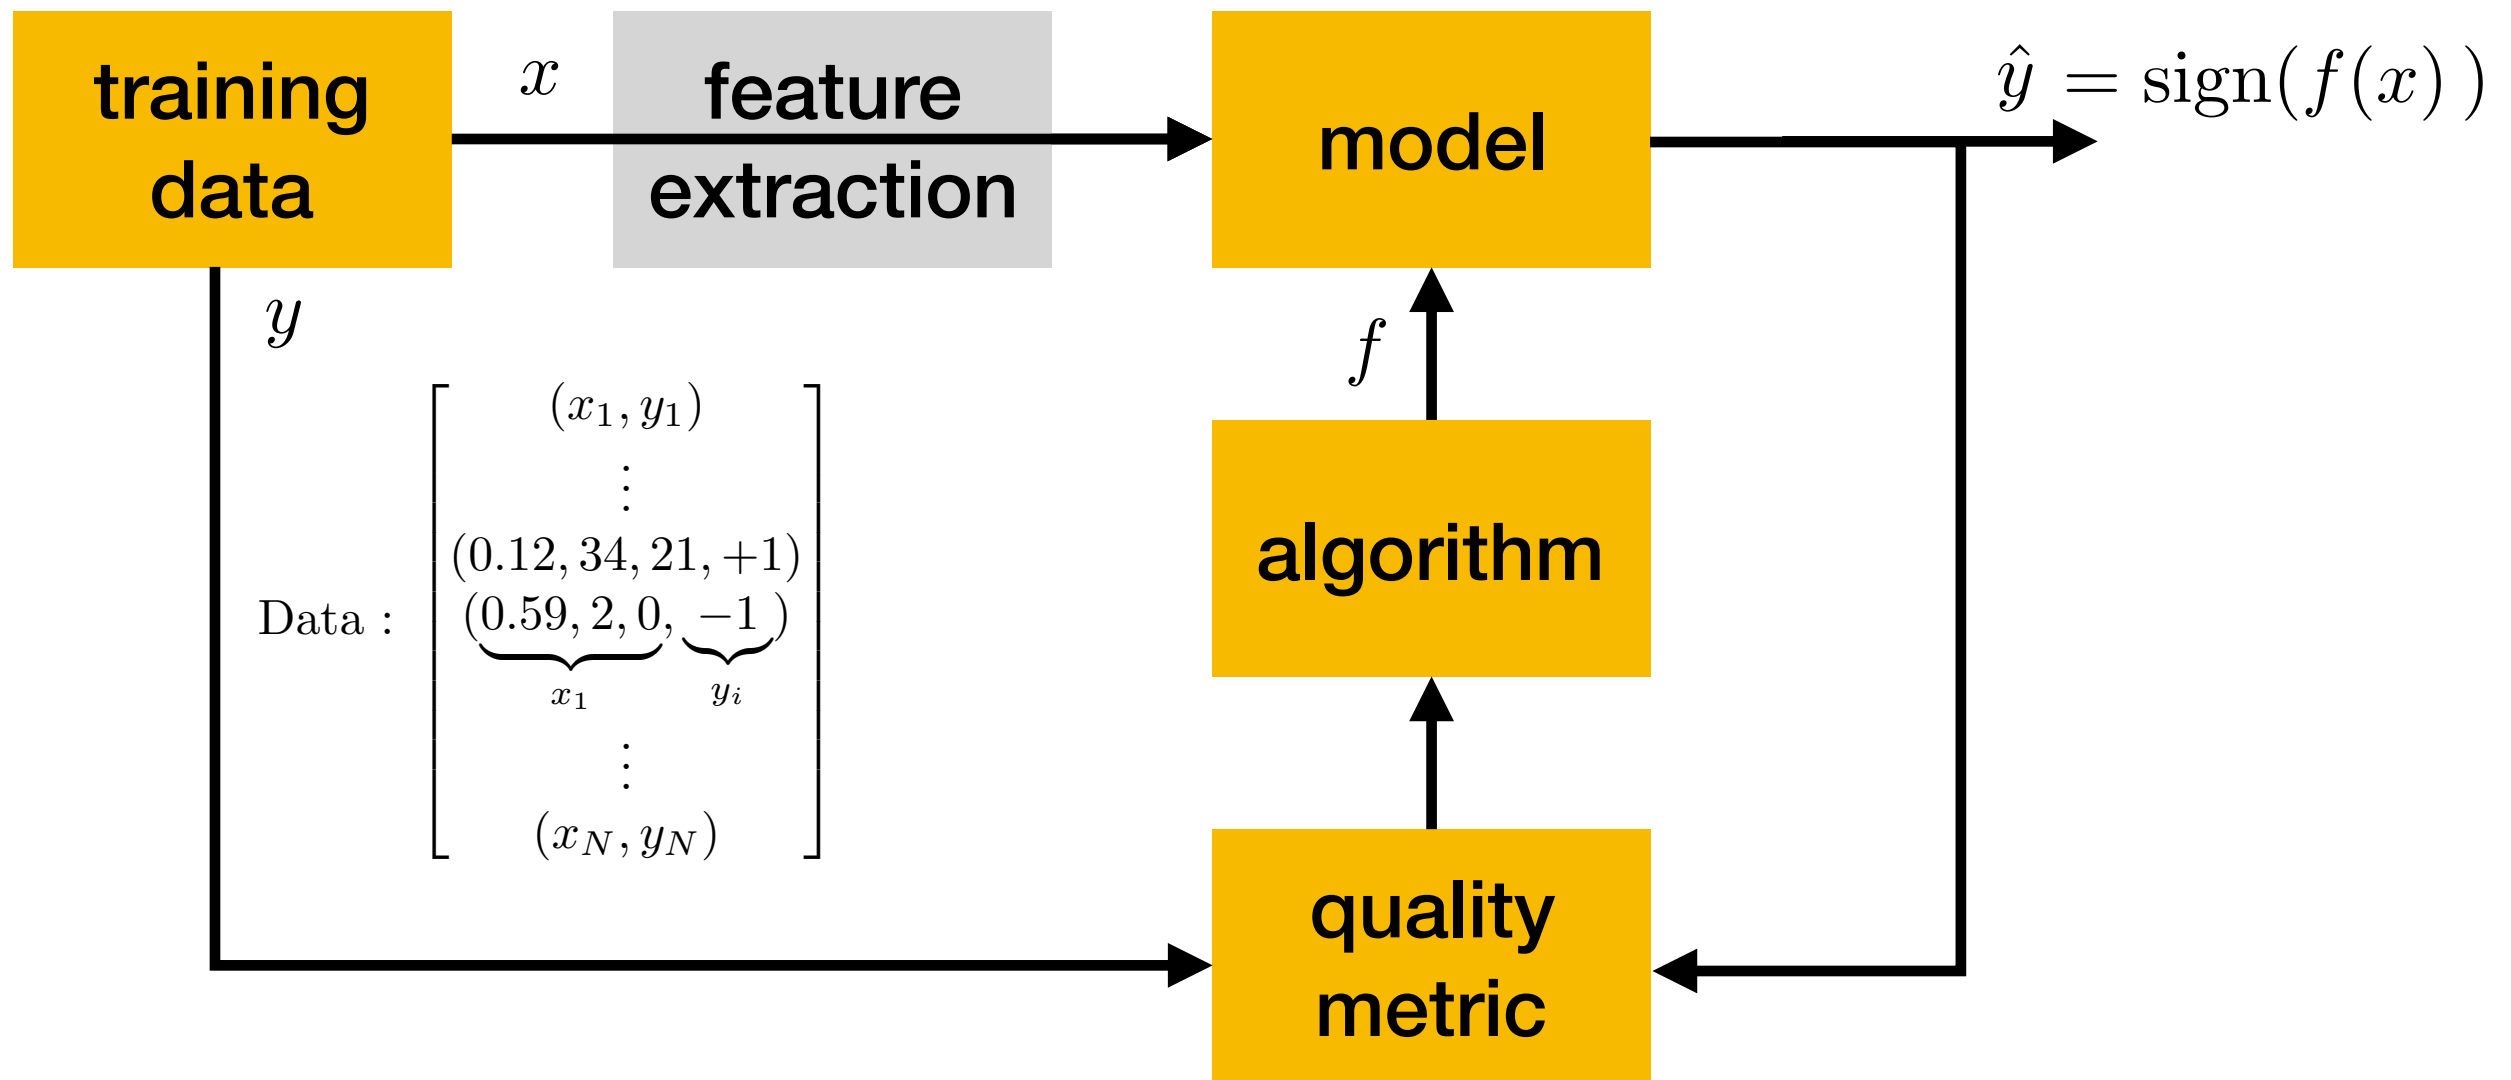 training
data
x
feature
extraction
model
ŷ = sign(f(x))
y
f
(x₁, y₁)
⋮
(0.12, 34, 21, +1)
Data : (0.59, 2, 0, −1)
x₁ yᵢ
⋮
(x_N, y_N)
algorithm
quality
metric